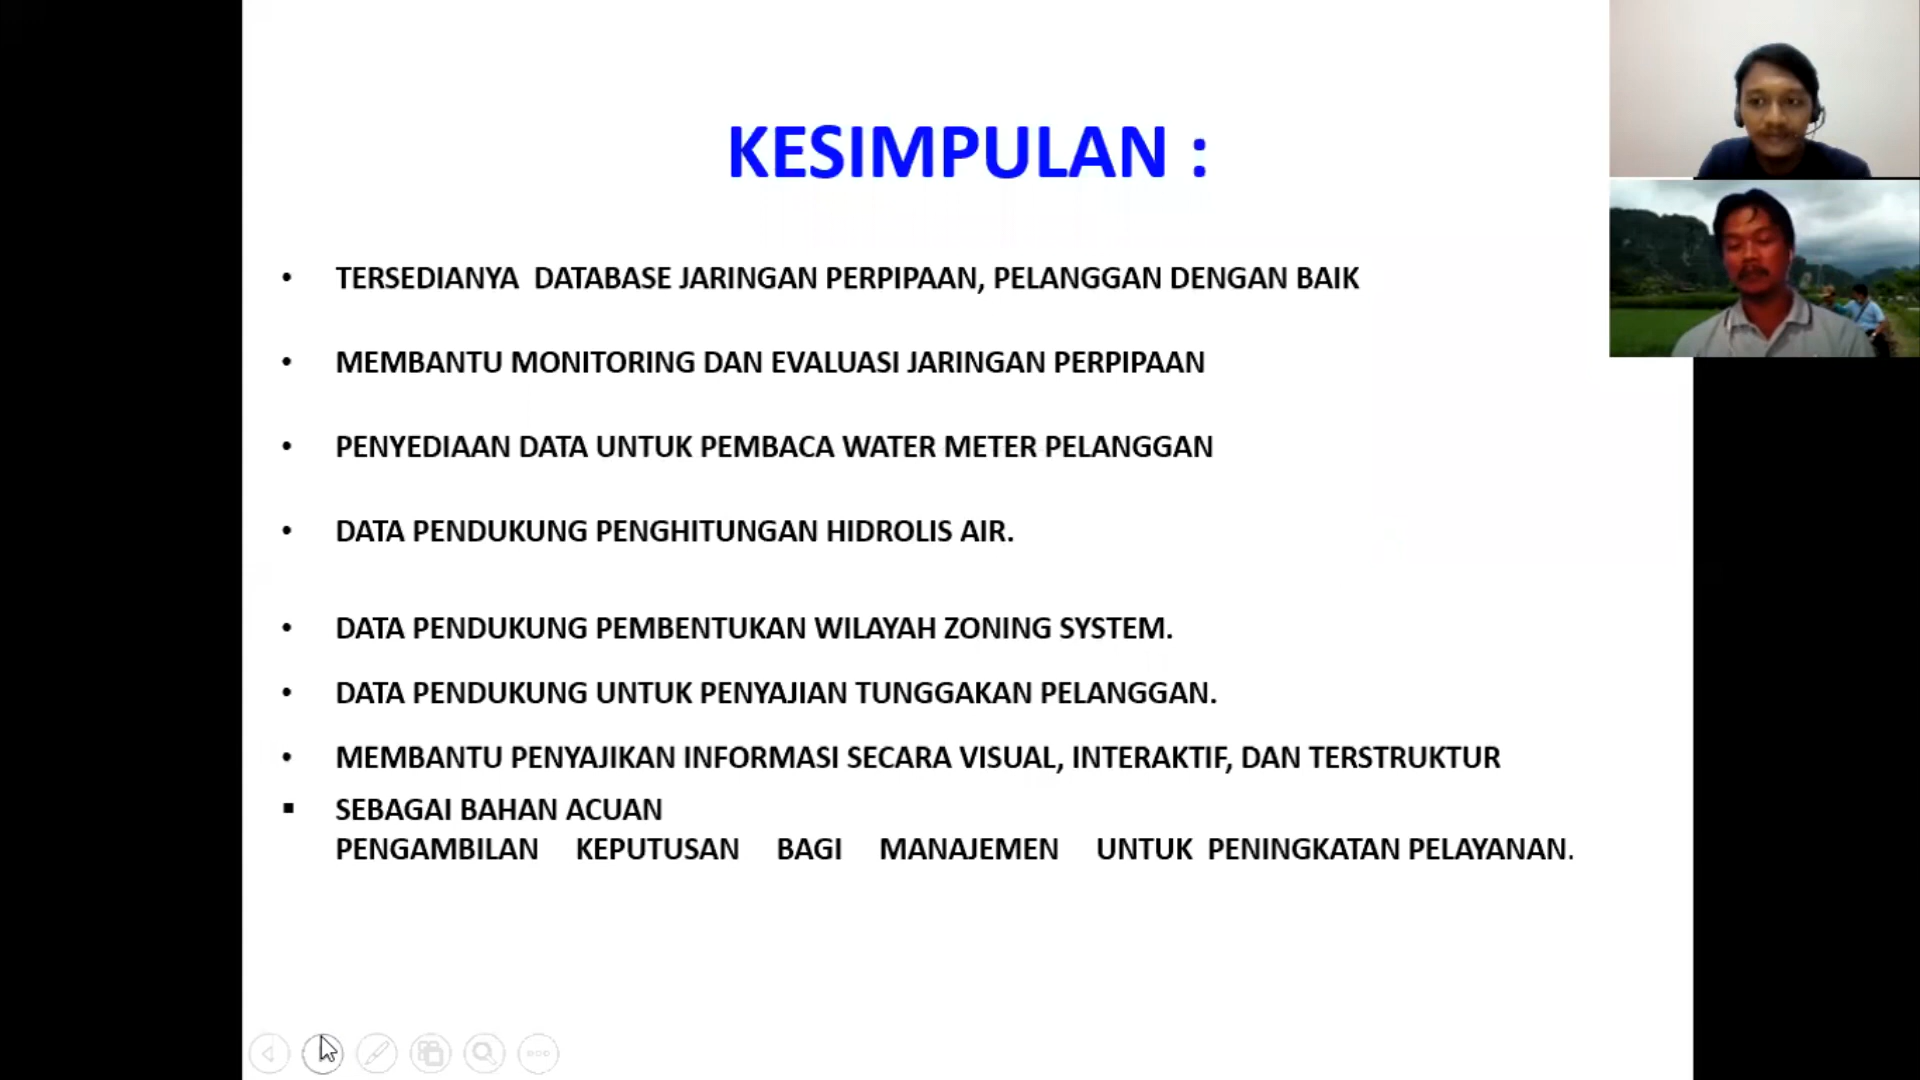 KESIMPULAN :
• TERSEDIANYA DATABASE JARINGAN PERPIPAAN, PELANGGAN DENGAN BAIK
• MEMBANTU MONITORING DAN EVALUASI JARINGAN PERPIPAAN
• PENYEDIAAN DATA UNTUK PEMBACA WATER METER PELANGGAN
• DATA PENDUKUNG PENGHITUNGAN HIDROLIS AIR.
• DATA PENDUKUNG PEMBENTUKAN WILAYAH ZONING SYSTEM.
• DATA PENDUKUNG UNTUK PENYAJIAN TUNGGAKAN PELANGGAN.
• MEMBANTU PENYAJIKAN INFORMASI SECARA VISUAL, INTERAKTIF, DAN TERSTRUKTUR
▪ SEBAGAI BAHAN ACUAN
PENGAMBILAN KEPUTUSAN BAGI MANAJEMEN UNTUK PENINGKATAN PELAYANAN.